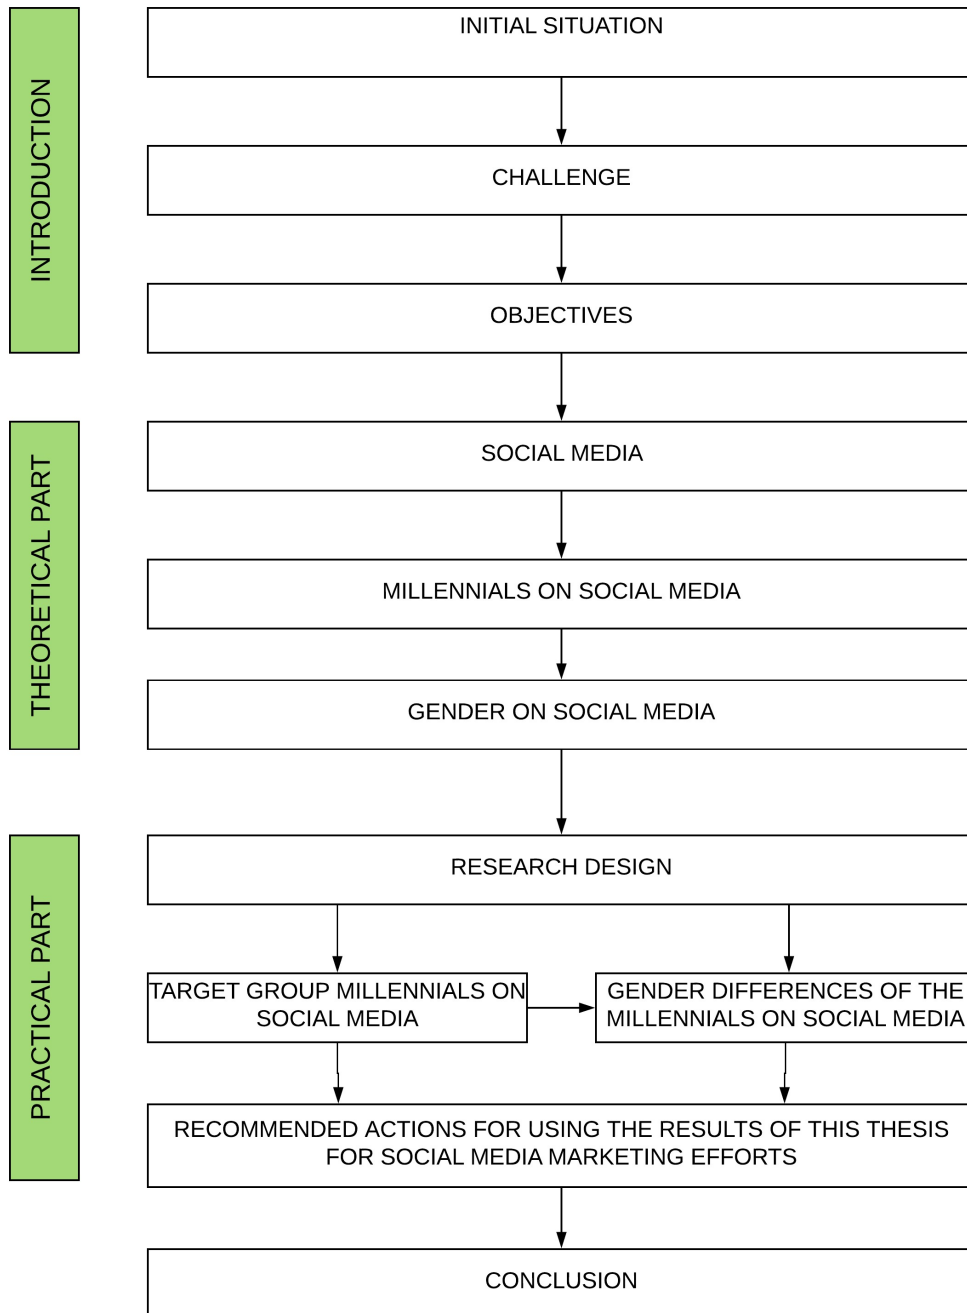 INTRODUCTION
INITIAL SITUATION
CHALLENGE
OBJECTIVES
THEORETICAL PART
SOCIAL MEDIA
MILLENNIALS ON SOCIAL MEDIA
GENDER ON SOCIAL MEDIA
PRACTICAL PART
RESEARCH DESIGN
TARGET GROUP MILLENNIALS ON
SOCIAL MEDIA
GENDER DIFFERENCES OF THE
MILLENNIALS ON SOCIAL MEDIA
RECOMMENDED ACTIONS FOR USING THE RESULTS OF THIS THESIS
FOR SOCIAL MEDIA MARKETING EFFORTS
CONCLUSION